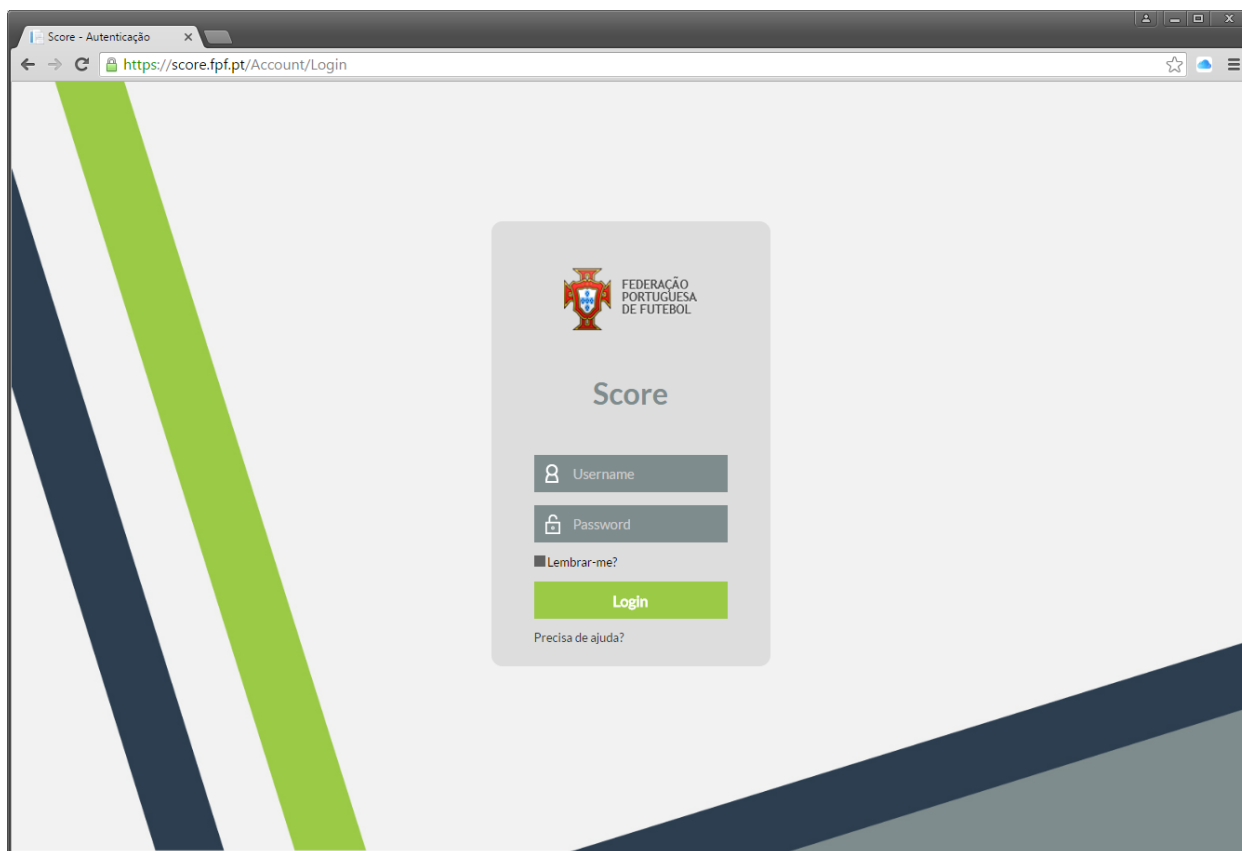 Score - Autenticação
https://score.fpf.pt/Account/Login
FEDERAÇÃO
PORTUGUESA
DE FUTEBOL
Score
Username
Password
Lembrar-me?
Login
Precisa de ajuda?